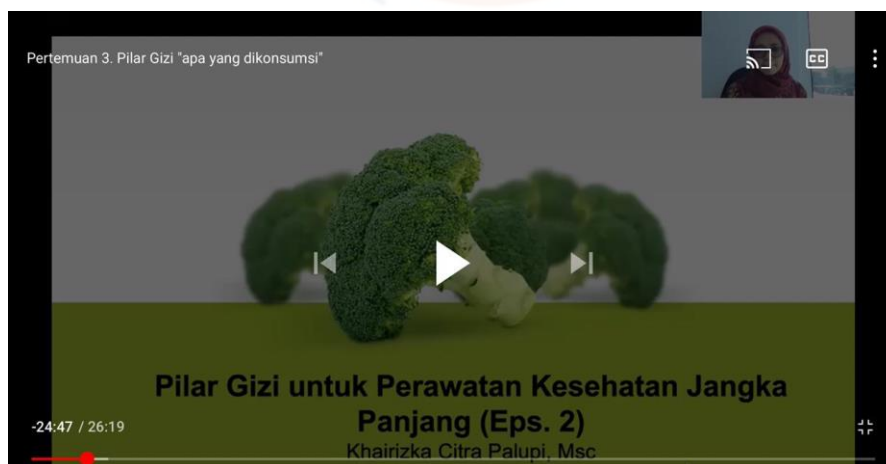 Pertemuan 3. Pilar Gizi "apa yang dikonsumsi"
CC
Pilar Gizi untuk Perawatan Kesehatan Jangka
Panjang (Eps. 2)
Khairizka Citra Palupi, Msc
-24:47 / 26:19